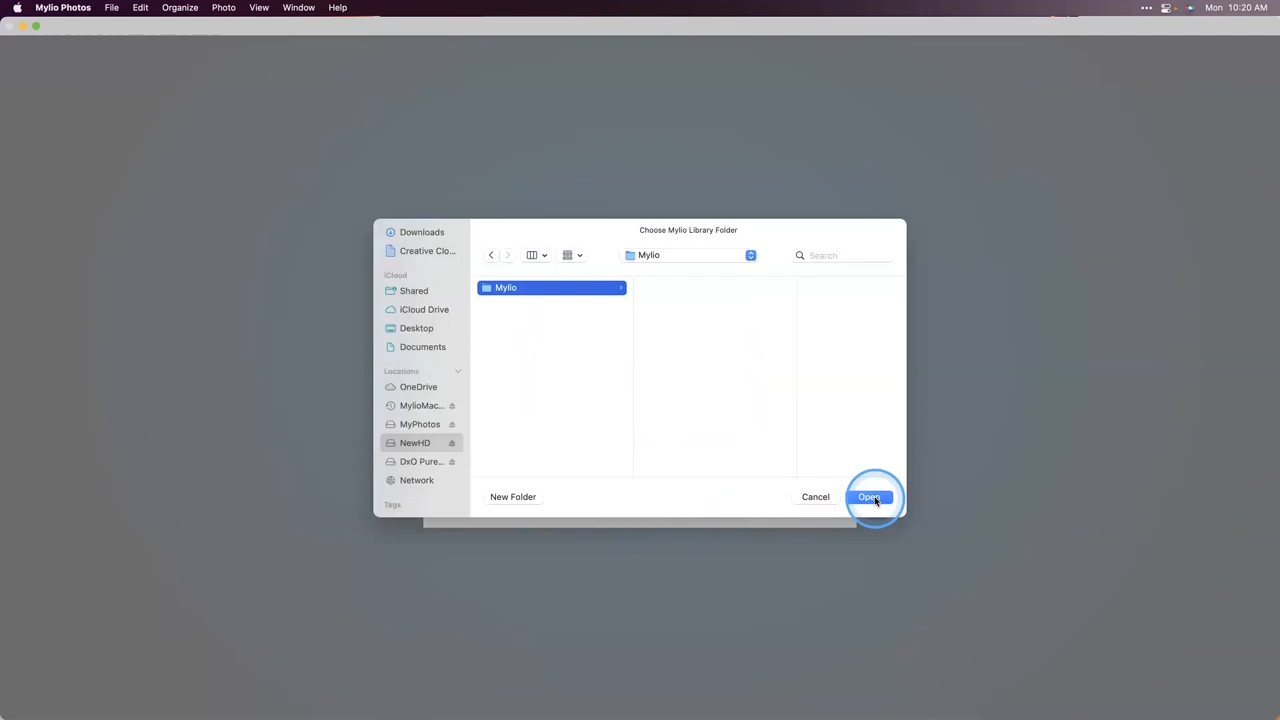 Mylio Photos File Edit Organize Photo View Window Help Mon 10:20 AM
Choose Mylio Library Folder
Downloads
Creative Clo...
iCloud
Shared
iCloud Drive
Desktop
Documents
Locations
OneDrive
MylioMac...
MyPhotos
NewHD
DxO Pure...
Network
Tags
Mylio
Search
Mylio
New Folder
Cancel
Open